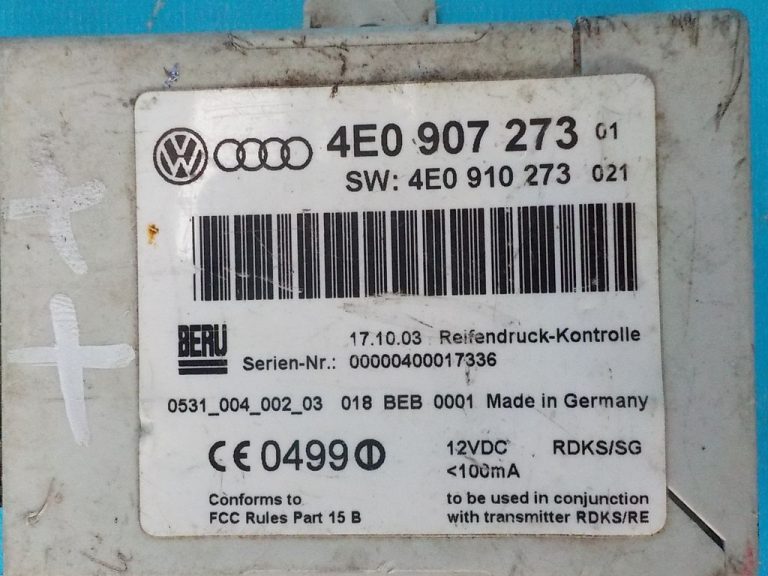 4E0 907 273 01
SW: 4E0 910 273 021
BERU
17.10.03 Reifendruck-Kontrolle
Serien-Nr.: 00000400017336
0531_004_002_03 018 BEB 0001 Made in Germany
CE 0499
12VDC RDKS/SG
<100mA
Conforms to
FCC Rules Part 15 B
to be used in conjunction
with transmitter RDKS/RE